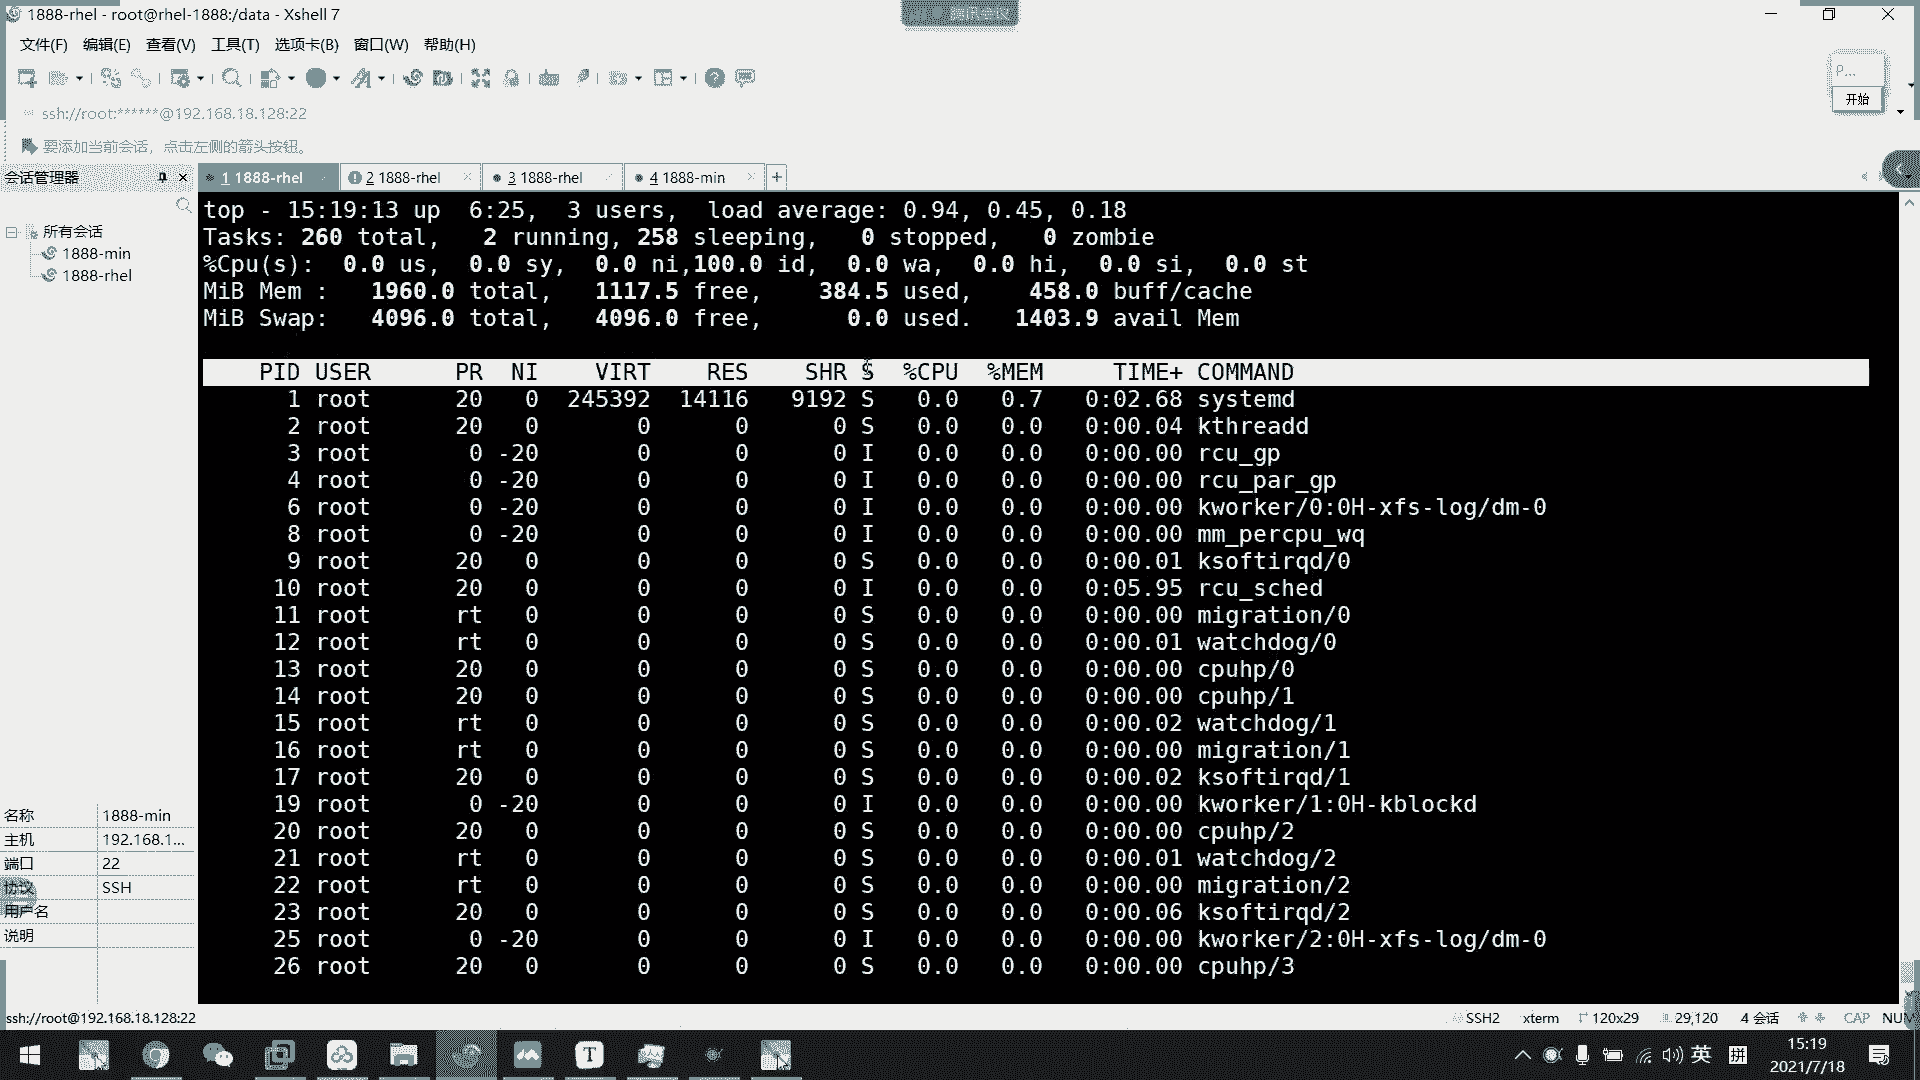 1888-rhel - root@rhel-1888:/data - Xshell 7
腾讯会议
文件(F) 编辑(E) 查看(V) 工具(T) 选项卡(B) 窗口(W) 帮助(H)
P...
开始
ssh://root:******@192.168.18.128:22
要添加当前会话，点击左侧的箭头按钮。
会话管理器
1 1888-rhel 2 1888-rhel 3 1888-rhel 4 1888-min
所有会话
1888-min
1888-rhel
top - 15:19:13 up  6:25,  3 users,  load average: 0.94, 0.45, 0.18
Tasks: 260 total,   2 running, 258 sleeping,   0 stopped,   0 zombie
%Cpu(s):  0.0 us,  0.0 sy,  0.0 ni,100.0 id,  0.0 wa,  0.0 hi,  0.0 si,  0.0 st
MiB Mem :   1960.0 total,   1117.5 free,    384.5 used,    458.0 buff/cache
MiB Swap:   4096.0 total,   4096.0 free,      0.0 used.   1403.9 avail Mem
PID USER      PR  NI    VIRT    RES    SHR S  %CPU  %MEM     TIME+ COMMAND
1 root      20   0  245392  14116   9192 S   0.0   0.7   0:02.68 systemd
2 root      20   0       0      0      0 S   0.0   0.0   0:00.04 kthreadd
3 root       0 -20       0      0      0 I   0.0   0.0   0:00.00 rcu_gp
4 root       0 -20       0      0      0 I   0.0   0.0   0:00.00 rcu_par_gp
6 root       0 -20       0      0      0 I   0.0   0.0   0:00.00 kworker/0:0H-xfs-log/dm-0
8 root       0 -20       0      0      0 I   0.0   0.0   0:00.00 mm_percpu_wq
9 root      20   0       0      0      0 S   0.0   0.0   0:00.01 ksoftirqd/0
10 root      20   0       0      0      0 I   0.0   0.0   0:05.95 rcu_sched
11 root      rt   0       0      0      0 S   0.0   0.0   0:00.00 migration/0
12 root      rt   0       0      0      0 S   0.0   0.0   0:00.01 watchdog/0
13 root      20   0       0      0      0 S   0.0   0.0   0:00.00 cpuhp/0
14 root      20   0       0      0      0 S   0.0   0.0   0:00.00 cpuhp/1
15 root      rt   0       0      0      0 S   0.0   0.0   0:00.02 watchdog/1
16 root      rt   0       0      0      0 S   0.0   0.0   0:00.00 migration/1
17 root      20   0       0      0      0 S   0.0   0.0   0:00.02 ksoftirqd/1
19 root       0 -20       0      0      0 I   0.0   0.0   0:00.00 kworker/1:0H-kblockd
20 root      20   0       0      0      0 S   0.0   0.0   0:00.00 cpuhp/2
21 root      rt   0       0      0      0 S   0.0   0.0   0:00.01 watchdog/2
22 root      rt   0       0      0      0 S   0.0   0.0   0:00.00 migration/2
23 root      20   0       0      0      0 S   0.0   0.0   0:00.06 ksoftirqd/2
25 root       0 -20       0      0      0 I   0.0   0.0   0:00.00 kworker/2:0H-xfs-log/dm-0
26 root      20   0       0      0      0 S   0.0   0.0   0:00.00 cpuhp/3
名称 1888-min
主机 192.168.1...
端口 22
协议 SSH
用户名
说明
ssh://root@192.168.18.128:22 SSH2 xterm 120x29 29,120 4 会话 CAP NUM
英 拼 15:19
2021/7/18